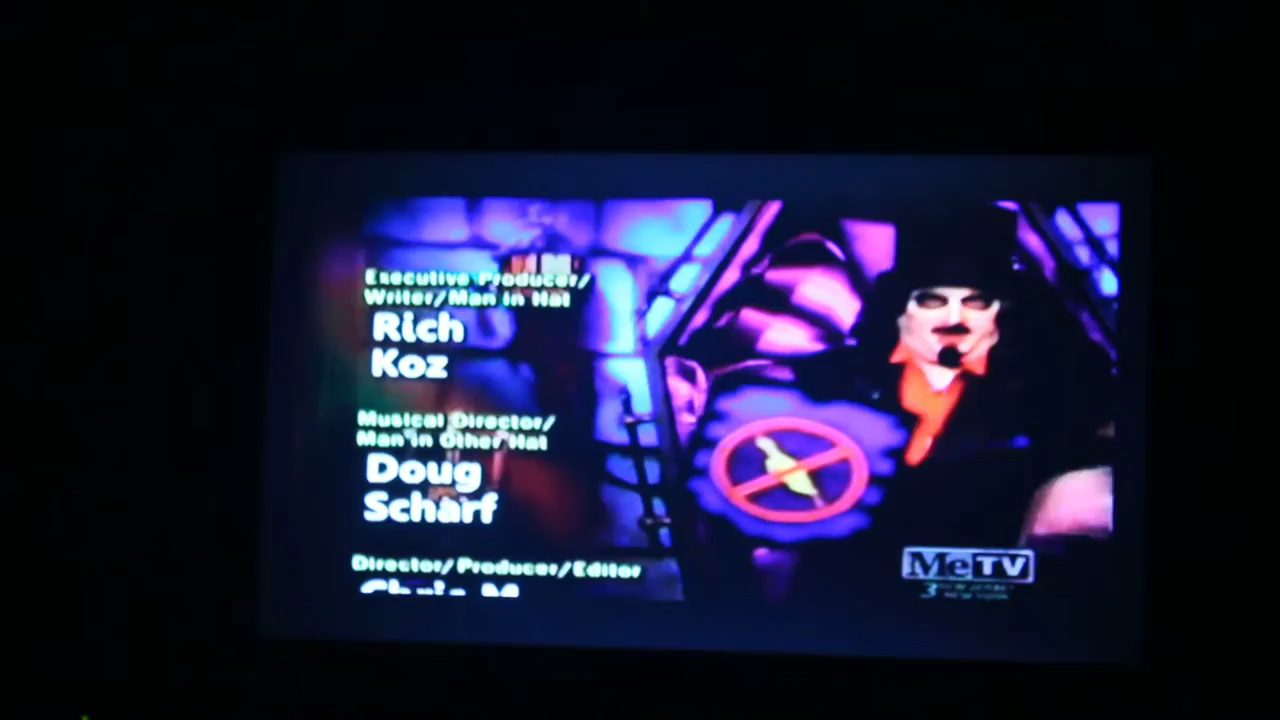 Executive Producer/
Writer/Man in Hat
Rich
Koz
Musical Director/
Man in Other Hat
Doug
Scharf
Director/Producer/Editor
MeTV
3